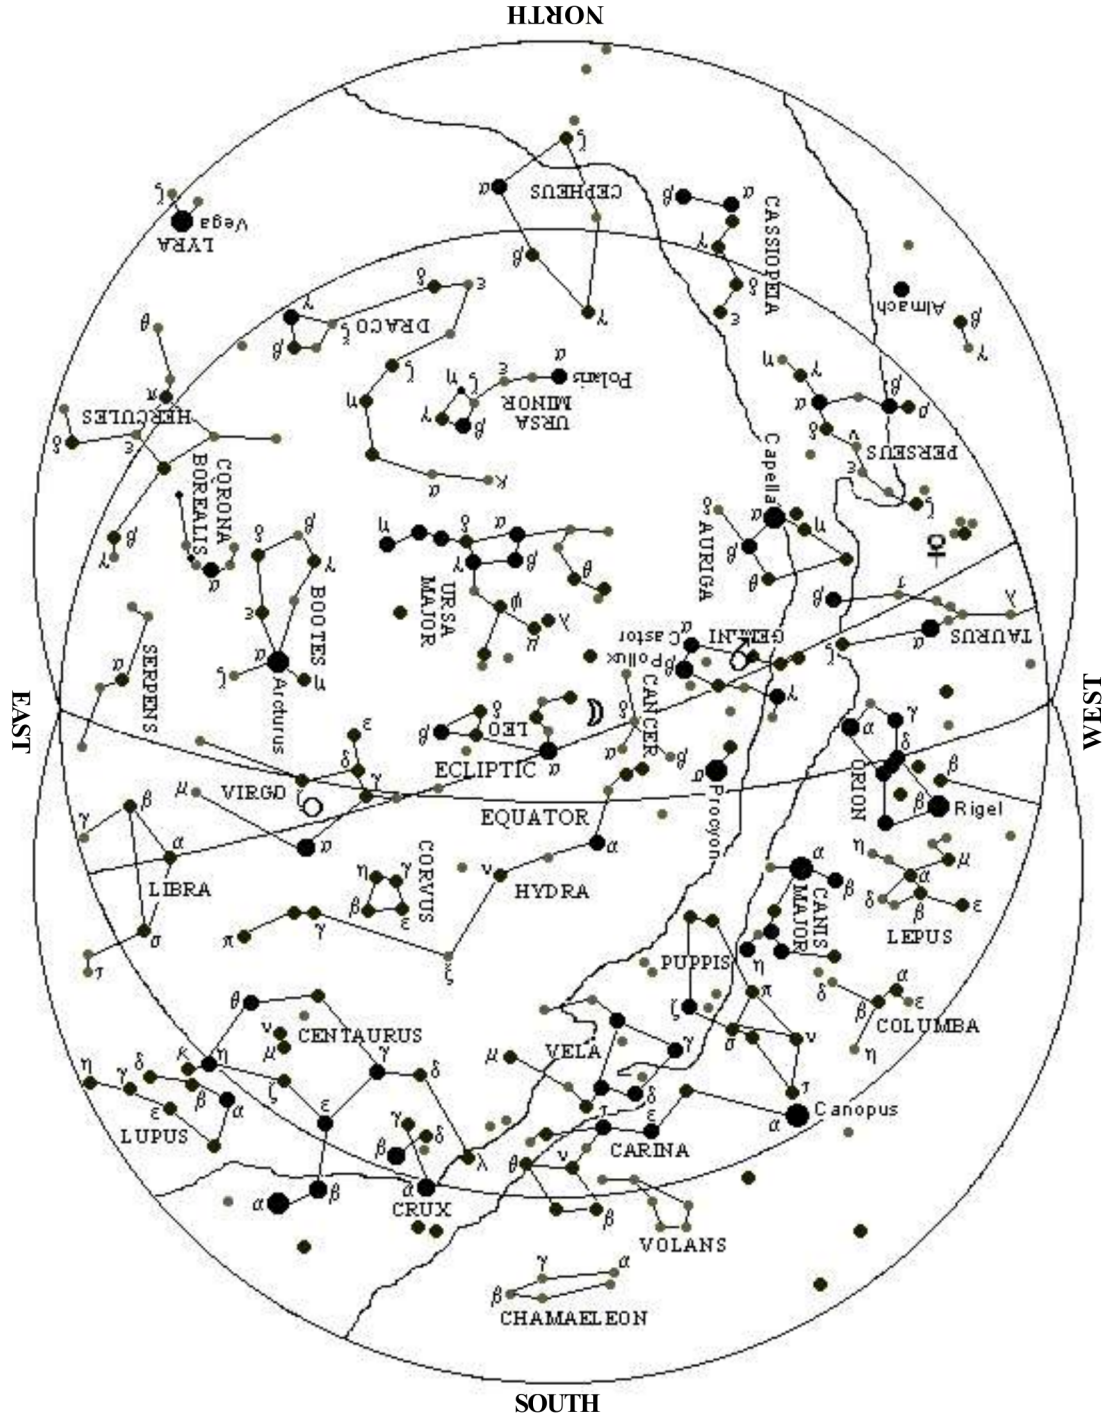 NORTH
ζ
α
CEPHEUS
β
α
CASSIOPEIA
ζ
Vega
LYRA
β
γ
γ
δ
ε
δ
ε
Almach
β
γ
γ
DRACO
ξ
β
θ
ζ
α
Polaris
ε
ζ
η
URSA
MINOR
γ
β
η
η
γ
α
β
ρ
δ
ν
PERSEUS
ε
ζ
π
HERCULES
δ
ε
CORONA
BOREALIS
α
κ
α
Capella
β
γ
δ
β
γ
ε
BOOTES
α
Arcturus
ζ
η
η
δ
α
γ
β
URSA
MAJOR
θ
φ
λ
μ
δ
AURIGA
β
η
♀
β
τ
λ
TAURUS
α
ζ
α
Castor
Pollux
β
GEMINI
♂
γ
SERPENS
α
EAST
WEST
δ
LEO
β
α
☽
CANCER
δ
α
β
ε
δ
γ
VIRGO
α
μ
ECLIPTIC
EQUATOR
α
Procyon
α
γ
δ
ORION
β
β
Rigel
β
γ
α
LIBRA
σ
τ
CORVUS
η
γ
β
ε
ν
HYDRA
α
π
γ
ξ
α
β
CANIS
MAJOR
η
η
μ
α
δ
β
ε
LEPUS
PUPPIS
π
ζ
σ
ν
τ
δ
α
β
ε
COLUMBA
η
θ
ν
CENTAURUS
μ
κ
η
γ
δ
ζ
ε
μ
VELA
γ
δ
η
δ
γ
β
α
ε
LUPUS
ι
ε
CARINA
α
Canopus
γ
δ
β
α
CRUX
λ
θ
ν
β
α
β
VOLANS
γ
α
β
CHAMAELEON
SOUTH